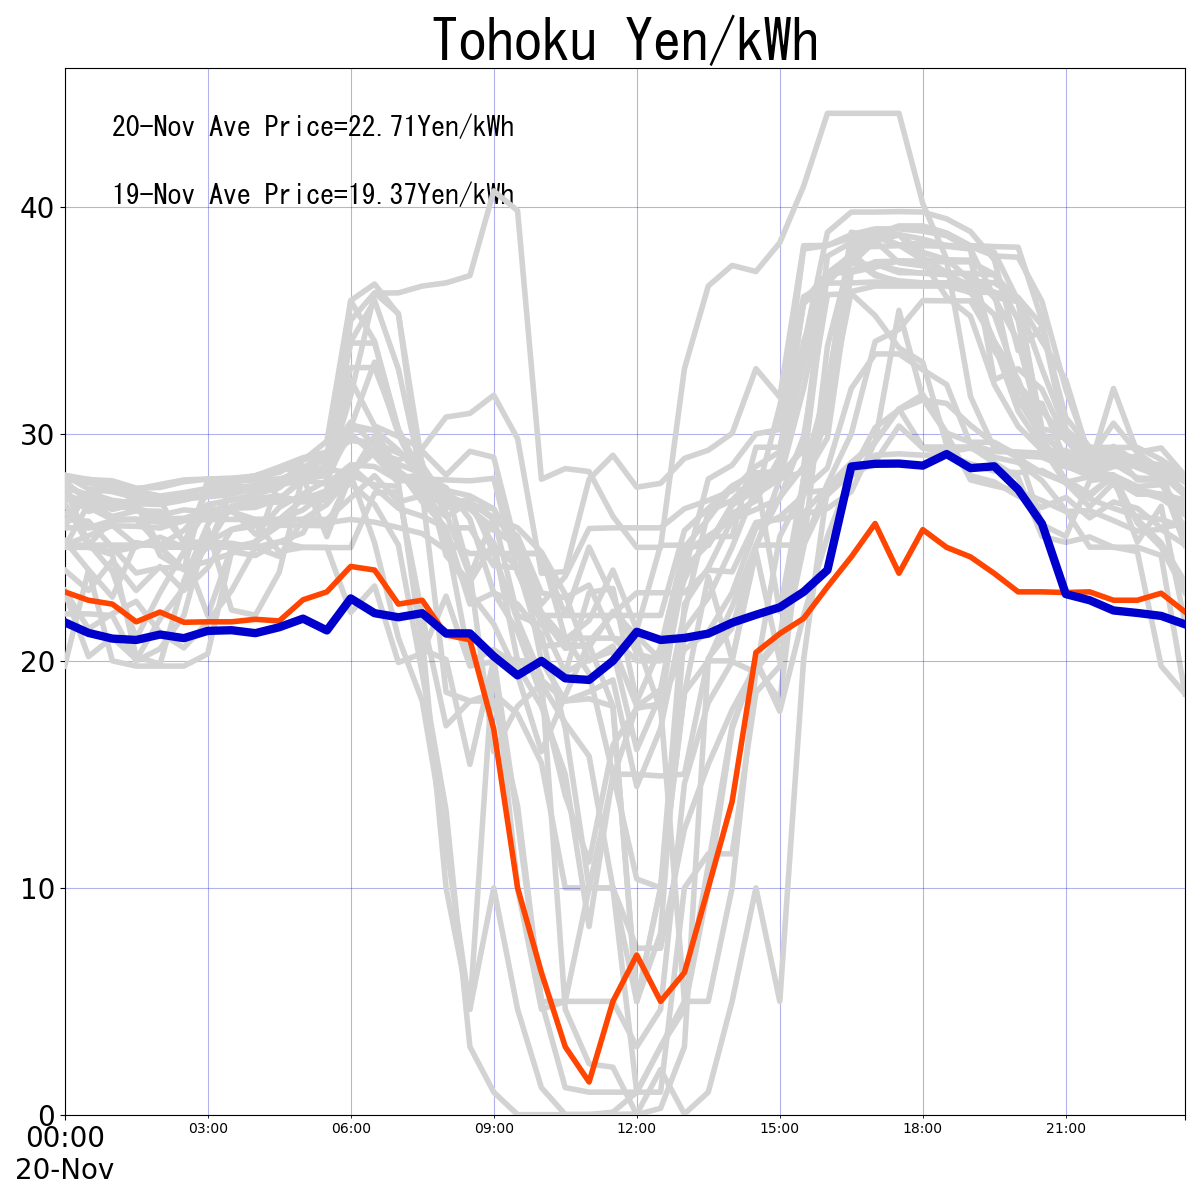 Tohoku Yen/kWh
20-Nov Ave Price=22.71Yen/kWh
19-Nov Ave Price=19.37Yen/kWh
40
30
20
10
0
00:00 03:00 06:00 09:00 12:00 15:00 18:00 21:00
20-Nov